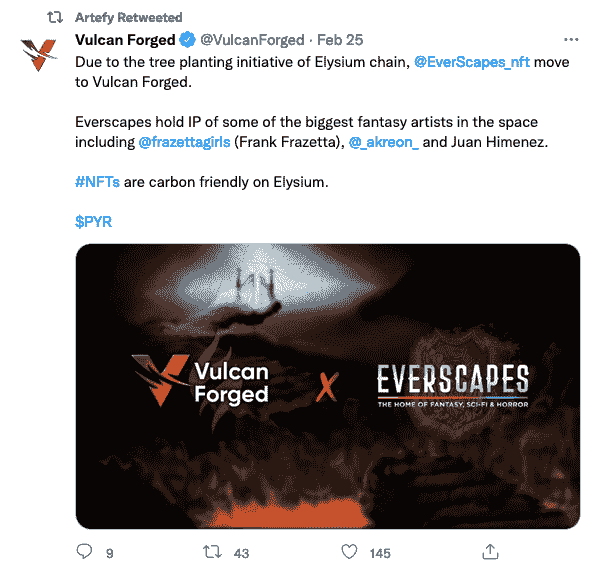 Artefy Retweeted
Vulcan Forged @VulcanForged · Feb 25
Due to the tree planting initiative of Elysium chain, @EverScapes_nft move
to Vulcan Forged.
Everscapes hold IP of some of the biggest fantasy artists in the space
including @frazettagirls (Frank Frazetta), @_akreon_ and Juan Himenez.
#NFTs are carbon friendly on Elysium.
$PYR
Vulcan
Forged
X
EVERSCAPES
THE HOME OF FANTASY, SCI-FI & HORROR
9 43 145